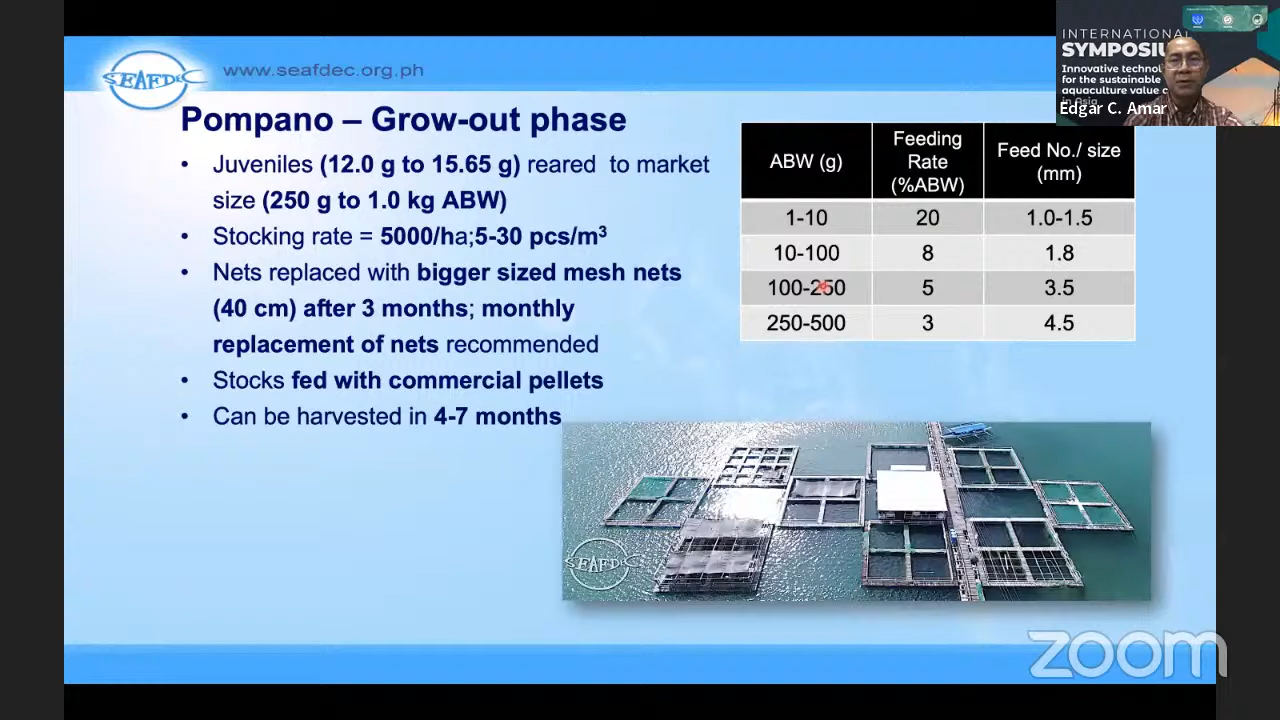 SEAFDEC
www.seafdec.org.ph
INTERNATIONAL
SYMPOSIU
Innovative technol
for the sustainable
aquaculture value c
in Asia
Edgar C. Amar
Pompano – Grow-out phase
• Juveniles (12.0 g to 15.65 g) reared to market
size (250 g to 1.0 kg ABW)
• Stocking rate = 5000/ha;5-30 pcs/m³
• Nets replaced with bigger sized mesh nets
(40 cm) after 3 months; monthly
replacement of nets recommended
• Stocks fed with commercial pellets
• Can be harvested in 4-7 months
ABW (g) Feeding Rate (%ABW) Feed No./ size (mm)
1-10 20 1.0-1.5
10-100 8 1.8
100-250 5 3.5
250-500 3 4.5
SEAFDEC
zoom